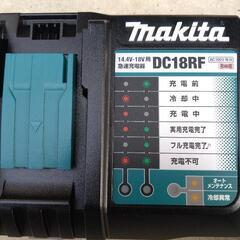 makita
14.4V-18V用
急速充電器 DC18RF
充電前
冷却中
充電中
実用充電完了
フル充電完了
充電不可
オート
メンテナンス
冷却異常